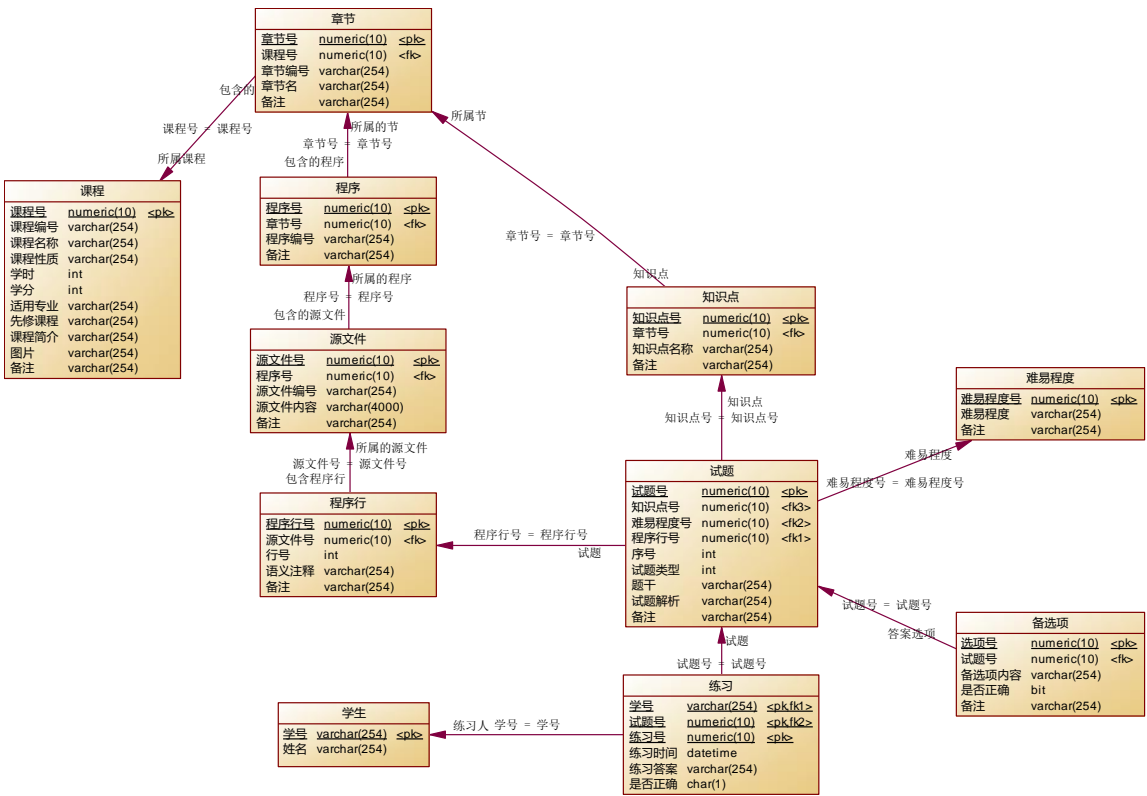 章节
章节号 numeric(10) <pk>
课程号 numeric(10) <fk>
章节编号 varchar(254)
章节名 varchar(254)
备注 varchar(254)
包含的
课程号 = 课程号
所属课程
所属的节
章节号 = 章节号
包含的程序
所属节
章节号 = 章节号
知识点
课程
课程号 numeric(10) <pk>
课程编号 varchar(254)
课程名称 varchar(254)
课程性质 varchar(254)
学时 int
学分 int
适用专业 varchar(254)
先修课程 varchar(254)
课程简介 varchar(254)
图片 varchar(254)
备注 varchar(254)
程序
程序号 numeric(10) <pk>
章节号 numeric(10) <fk>
程序编号 varchar(254)
备注 varchar(254)
所属的程序
程序号 = 程序号
包含的源文件
源文件
源文件号 numeric(10) <pk>
程序号 numeric(10) <fk>
源文件编号 varchar(254)
源文件内容 varchar(4000)
备注 varchar(254)
所属的源文件
源文件号 = 源文件号
包含程序行
程序行
程序行号 numeric(10) <pk>
源文件号 numeric(10) <fk>
行号 int
语义注释 varchar(254)
备注 varchar(254)
知识点
知识点号 numeric(10) <pk>
章节号 numeric(10) <fk>
知识点名称 varchar(254)
备注 varchar(254)
知识点
知识点号 = 知识点号
难易程度
难易程度号 numeric(10) <pk>
难易程度 varchar(254)
备注 varchar(254)
难易程度
难易程度号 = 难易程度号
程序行号 = 程序行号
试题
试题
试题号 numeric(10) <pk>
知识点号 numeric(10) <fk3>
难易程度号 numeric(10) <fk2>
程序行号 numeric(10) <fk1>
序号 int
试题类型 int
题干 varchar(254)
试题解析 varchar(254)
备注 varchar(254)
试题号 = 试题号
答案选项
备选项
选项号 numeric(10) <pk>
试题号 numeric(10) <fk>
备选项内容 varchar(254)
是否正确 bit
备注 varchar(254)
试题
试题号 = 试题号
练习
学号 varchar(254) <pk,fk1>
试题号 numeric(10) <pk,fk2>
练习号 numeric(10) <pk>
练习时间 datetime
练习答案 varchar(254)
是否正确 char(1)
练习人 学号 = 学号
学生
学号 varchar(254) <pk>
姓名 varchar(254)